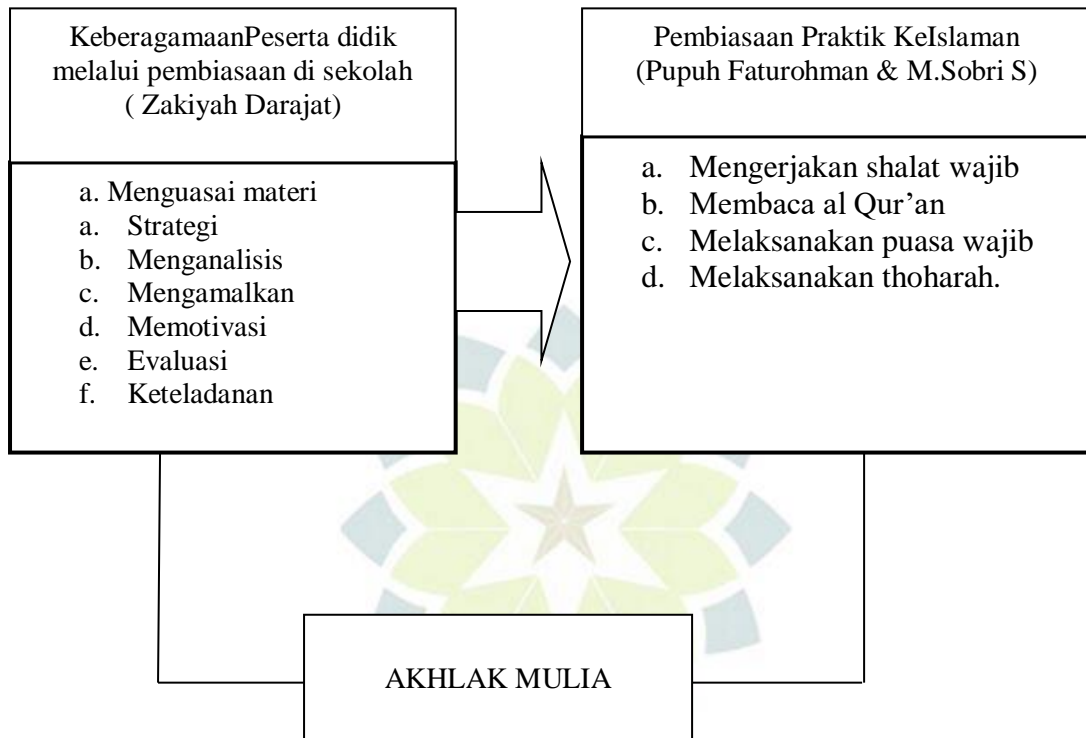 KeberagamaanPeserta didik
melalui pembiasaan di sekolah
( Zakiyah Darajat)
a. Menguasai materi
a. Strategi
b. Menganalisis
c. Mengamalkan
d. Memotivasi
e. Evaluasi
f. Keteladanan
Pembiasaan Praktik KeIslaman
(Pupuh Faturohman & M.Sobri S)
a. Mengerjakan shalat wajib
b. Membaca al Qur’an
c. Melaksanakan puasa wajib
d. Melaksanakan thoharah.
AKHLAK MULIA